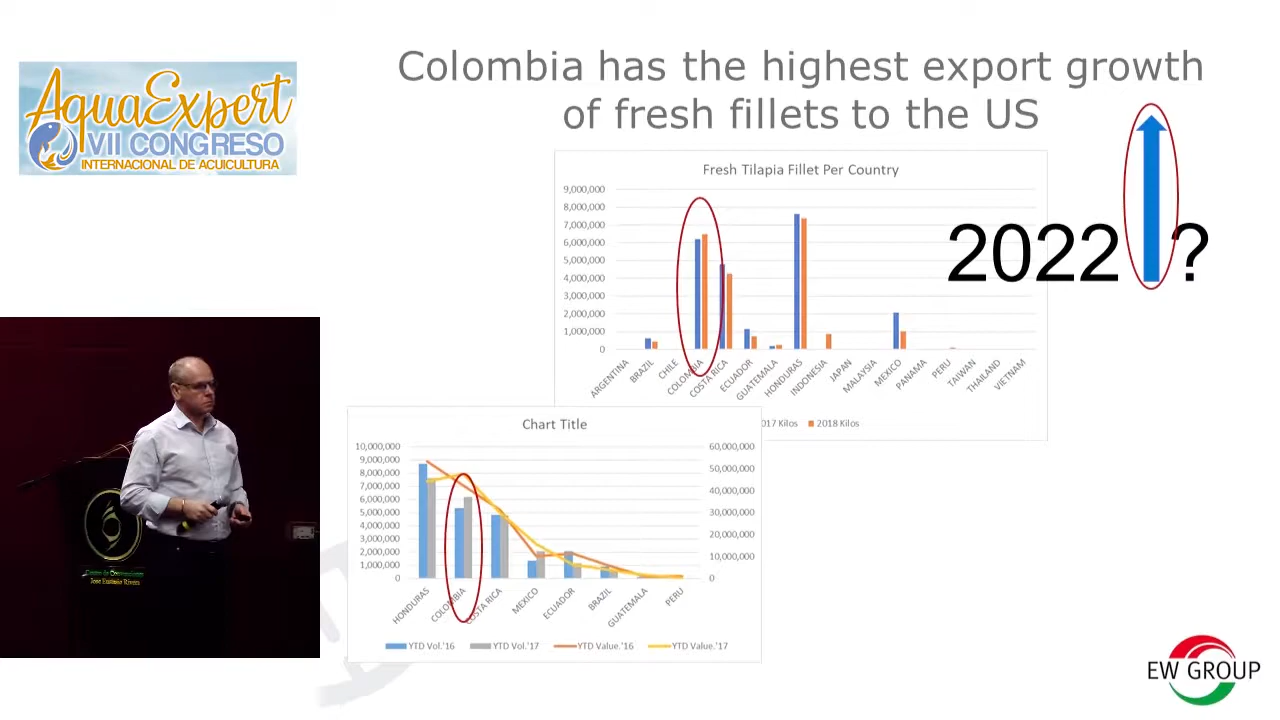 Colombia has the highest export growth
of fresh fillets to the US
AquaExpert
VII CONGRESO
INTERNACIONAL DE ACUICULTURA
2022 ?
Fresh Tilapia Fillet Per Country
9,000,000
8,000,000
7,000,000
6,000,000
5,000,000
4,000,000
3,000,000
2,000,000
1,000,000
0
ARGENTINA
BRAZIL
CHILE
COLOMBIA
COSTA RICA
ECUADOR
GUATEMALA
HONDURAS
INDONESIA
JAPAN
MALAYSIA
MEXICO
PANAMA
PERU
TAIWAN
THAILAND
VIETNAM
017 Kilos
2018 Kilos
Chart Title
10,000,000
9,000,000
8,000,000
7,000,000
6,000,000
5,000,000
4,000,000
3,000,000
2,000,000
1,000,000
0
60,000,000
50,000,000
40,000,000
30,000,000
20,000,000
10,000,000
0
HONDURAS
COLOMBIA
COSTA RICA
MEXICO
ECUADOR
BRAZIL
GUATEMALA
PERU
YTD Vol.'16
YTD Vol.'17
YTD Value.'16
YTD Value.'17
Centro de Convenciones
Jose Eustasio Rivera
EW GROUP